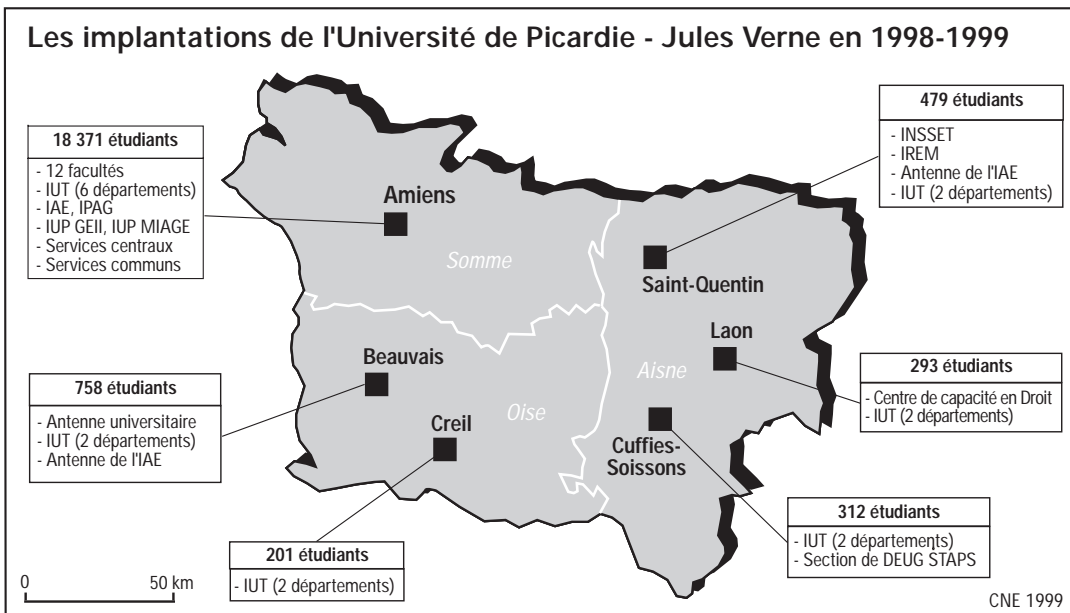 Les implantations de l'Université de Picardie - Jules Verne en 1998-1999
18 371 étudiants
- 12 facultés
- IUT (6 départements)
- IAE, IPAG
- IUP GEII, IUP MIAGE
- Services centraux
- Services communs
479 étudiants
- INSSET
- IREM
- Antenne de l'IAE
- IUT (2 départements)
Amiens
Somme
Saint-Quentin
Laon
Aisne
Beauvais
Oise
Creil
Cuffies-
Soissons
758 étudiants
- Antenne universitaire
- IUT (2 départements)
- Antenne de l'IAE
293 étudiants
- Centre de capacité en Droit
- IUT (2 départements)
201 étudiants
- IUT (2 départements)
312 étudiants
- IUT (2 départements)
- Section de DEUG STAPS
0 50 km
CNE 1999